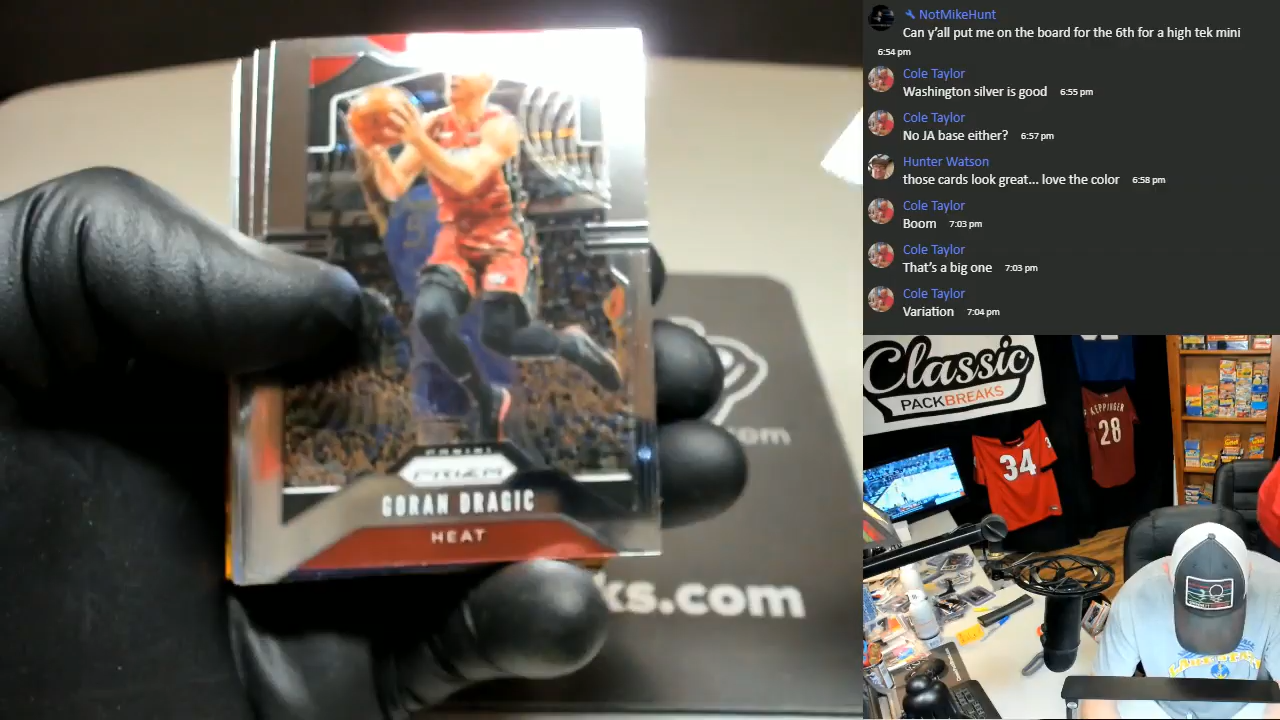 PANINI
PRIZM
GORAN DRAGIC
HEAT
ks.com
NotMikeHunt
Can y'all put me on the board for the 6th for a high tek mini
6:54 pm
Cole Taylor
Washington silver is good 6:55 pm
Cole Taylor
No JA base either? 6:57 pm
Hunter Watson
those cards look great... love the color 6:58 pm
Cole Taylor
Boom 7:03 pm
Cole Taylor
That's a big one 7:03 pm
Cole Taylor
Variation 7:04 pm
Classic
PACKBREAKS
34
KEPPINGER
28